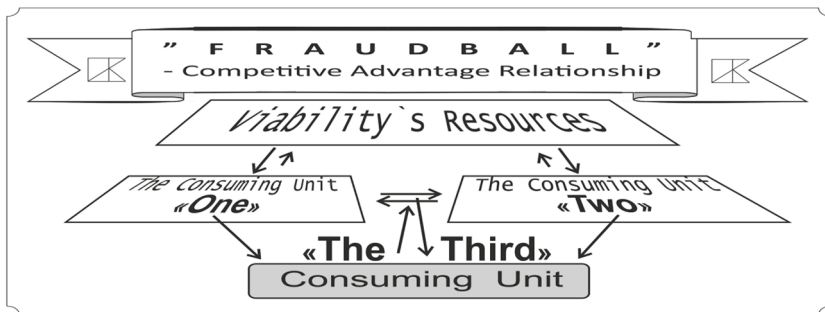 ” F R A U D B A L L ”
- Competitive Advantage Relationship
Viability`s Resources
The Consuming Unit
«One»
The Consuming Unit
«Two»
«The Third»
Consuming Unit